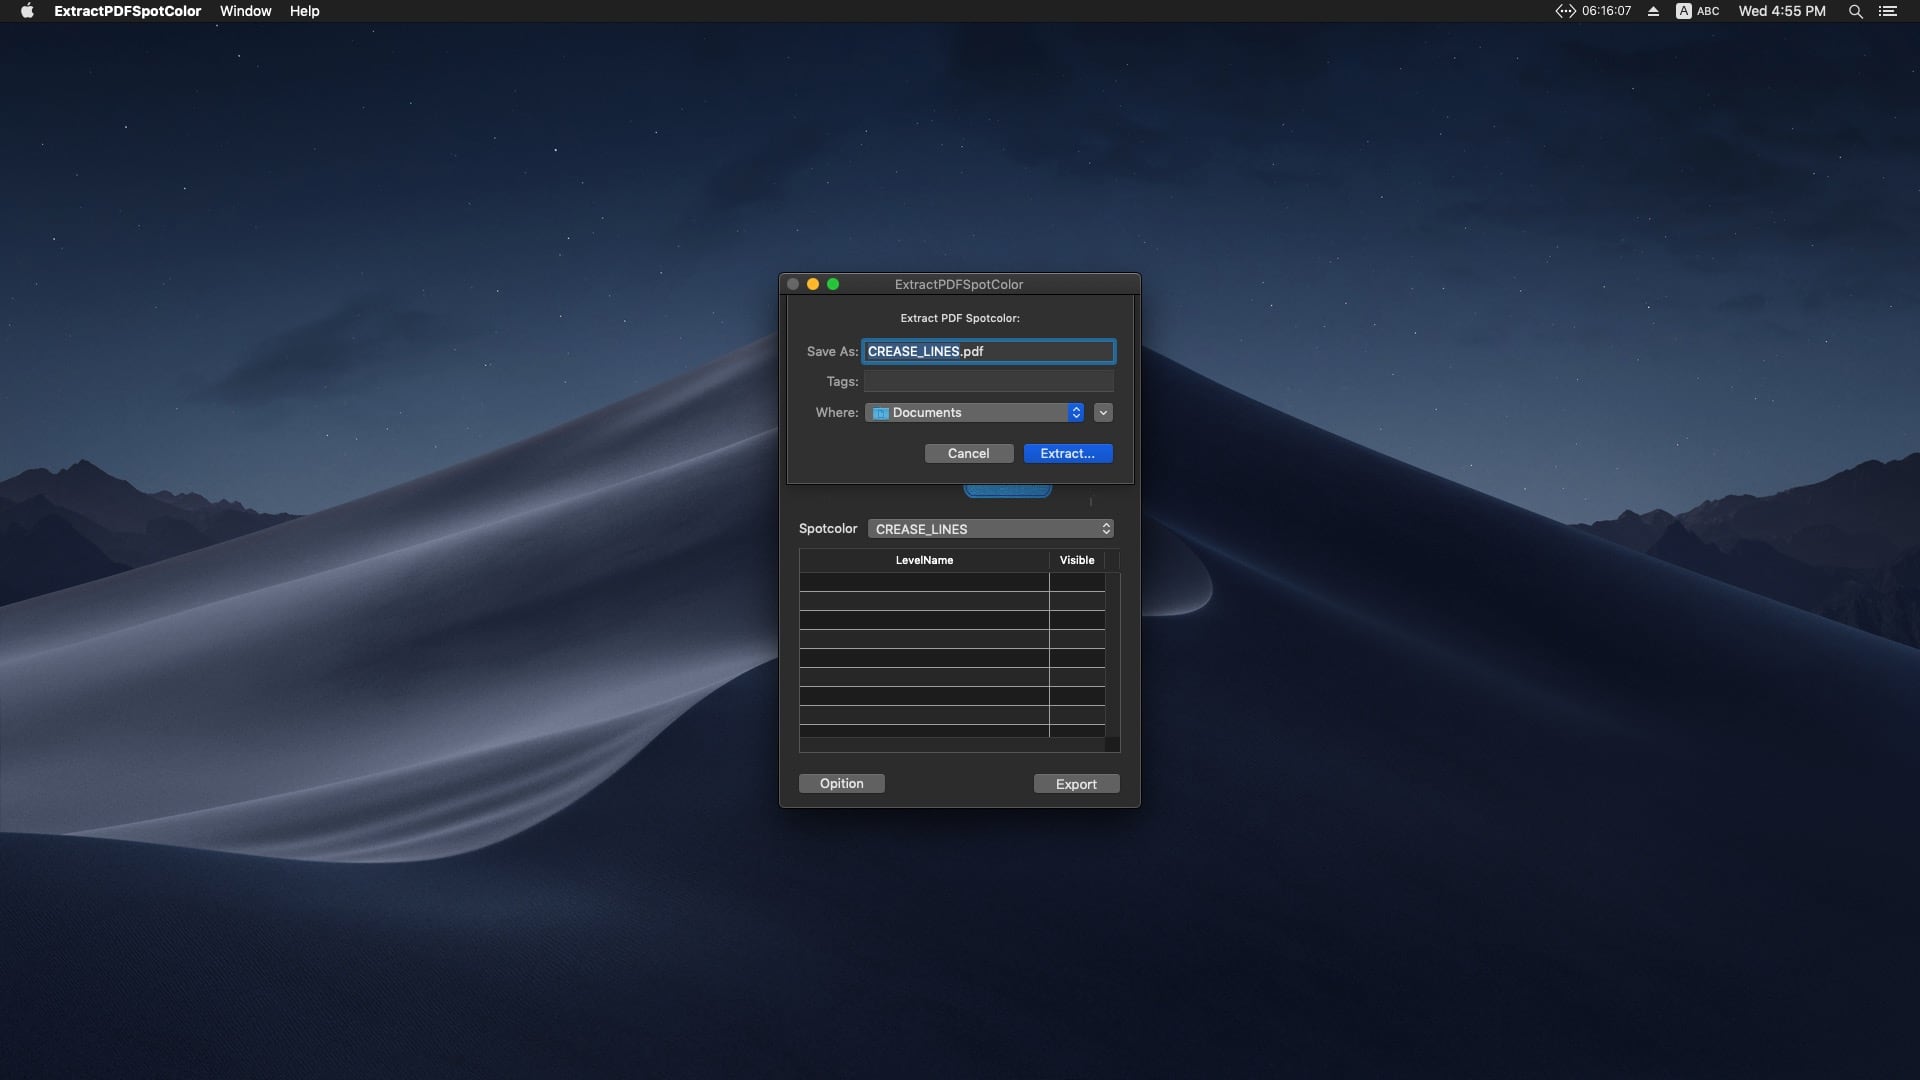 ExtractPDFSpotColor Window Help 06:16:07 A ABC Wed 4:55 PM
ExtractPDFSpotColor
Extract PDF Spotcolor:
Save As: CREASE_LINES.pdf
Tags:
Where: Documents
Cancel Extract...
Spotcolor CREASE_LINES
LevelName Visible
Opition Export